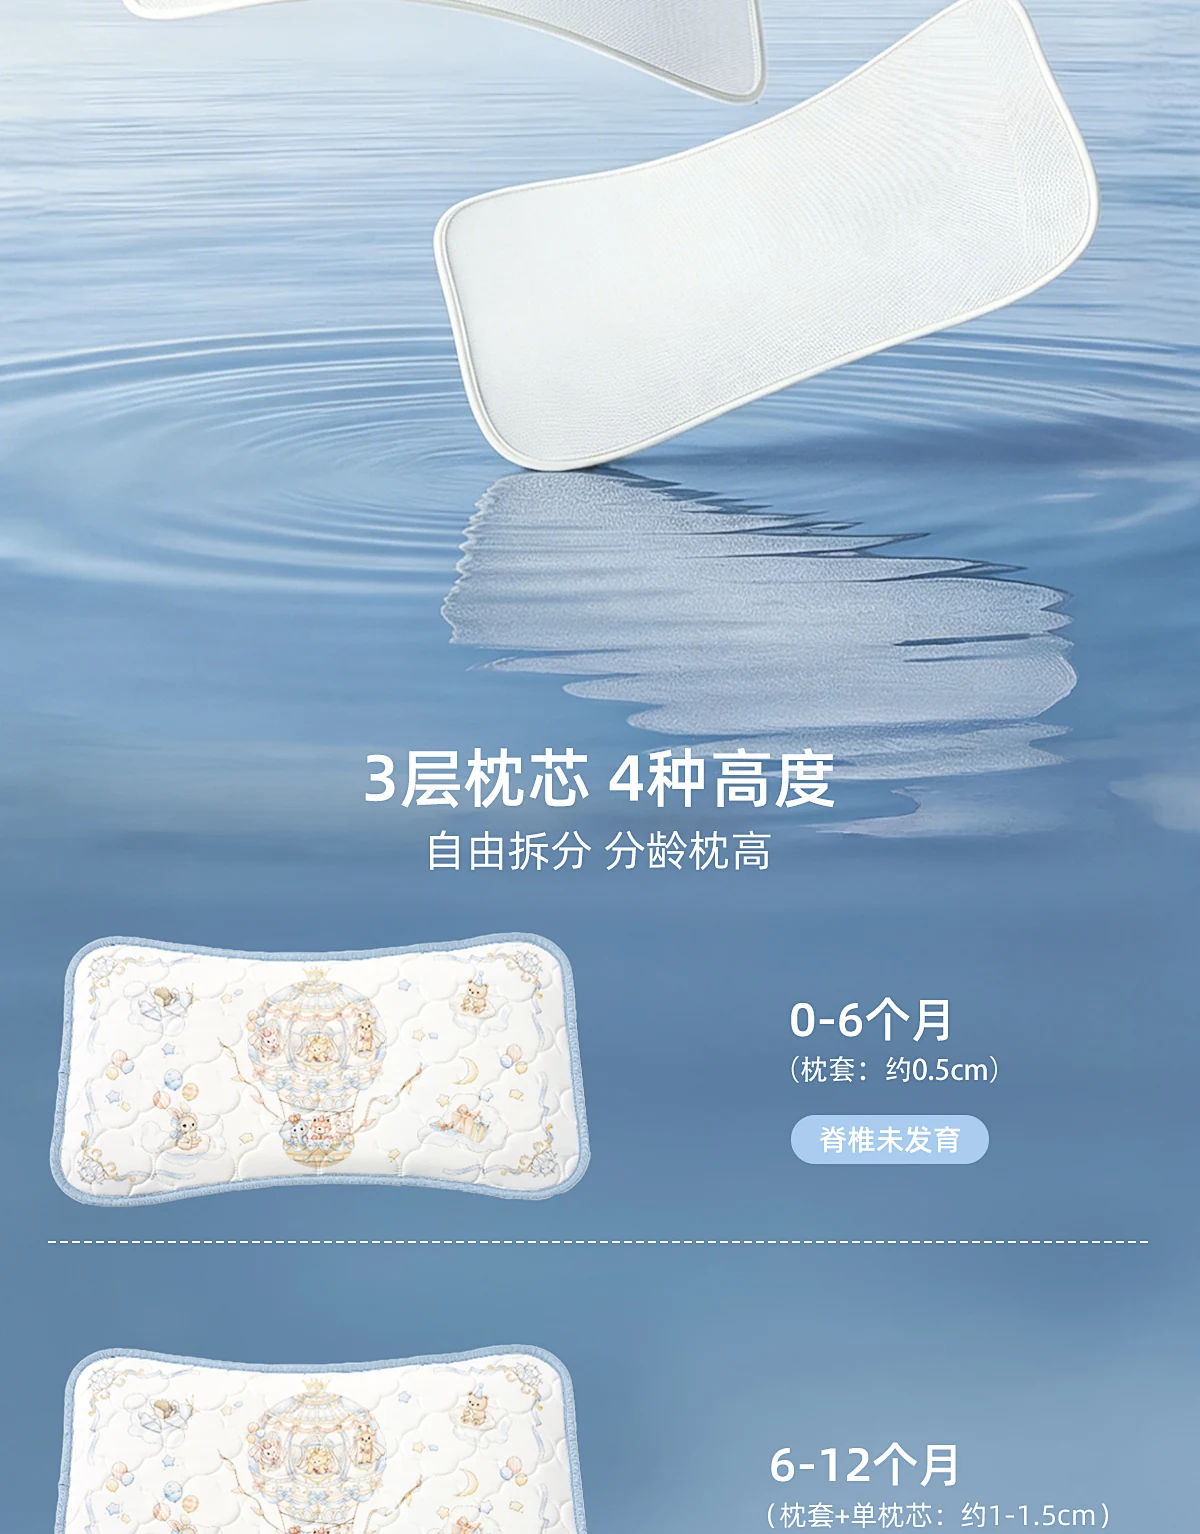 3层枕芯 4种高度
自由拆分 分龄枕高
0-6个月
（枕套：约0.5cm）
脊椎未发育
6-12个月
（枕套+单枕芯：约1-1.5cm）